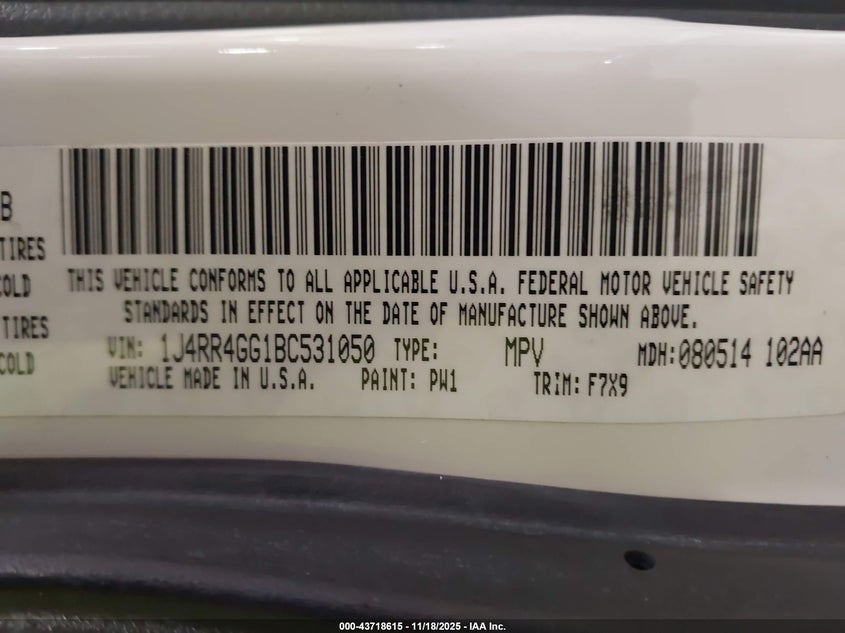 B
TIRES
COLD
TIRES
COLD
THIS VEHICLE CONFORMS TO ALL APPLICABLE U.S.A. FEDERAL MOTOR VEHICLE SAFETY
STANDARDS IN EFFECT ON THE DATE OF MANUFACTURE SHOWN ABOVE.
VIN: 1J4RR4GG1BC531050 TYPE: MPV MDH:080514 102AA
VEHICLE MADE IN U.S.A. PAINT: PW1 TRIM: F7X9
000-43718615 - 11/18/2025 - IAA Inc.